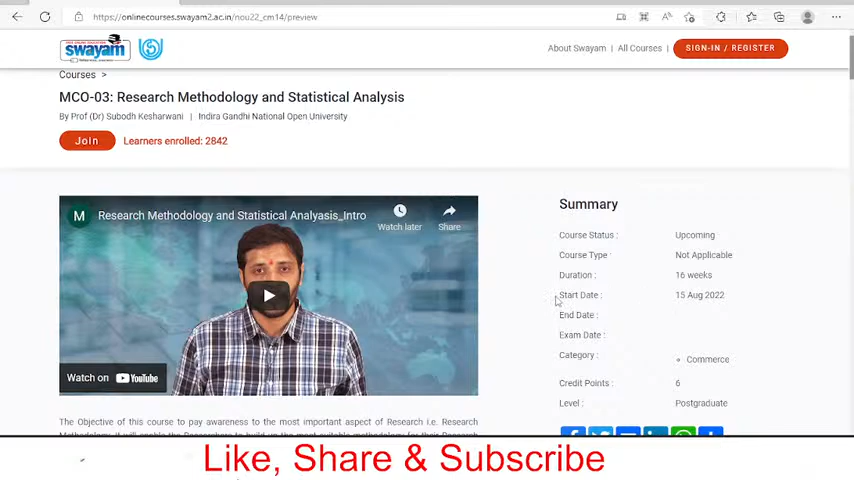 https://onlinecourses.swayam2.ac.in/nou22_cm14/preview
swayam
About Swayam | All Courses | SIGN-IN / REGISTER
Courses >
MCO-03: Research Methodology and Statistical Analysis
By Prof (Dr) Subodh Kesharwani | Indira Gandhi National Open University
Join Learners enrolled: 2842
M Research Methodology and Statistical Analyasis_Intro
Watch later Share
Watch on YouTube
Summary
Course Status : Upcoming
Course Type : Not Applicable
Duration : 16 weeks
Start Date : 15 Aug 2022
End Date :
Exam Date :
Category : Commerce
Credit Points : 6
Level : Postgraduate
The Objective of this course to pay awareness to the most important aspect of Research i.e. Research
Like, Share & Subscribe